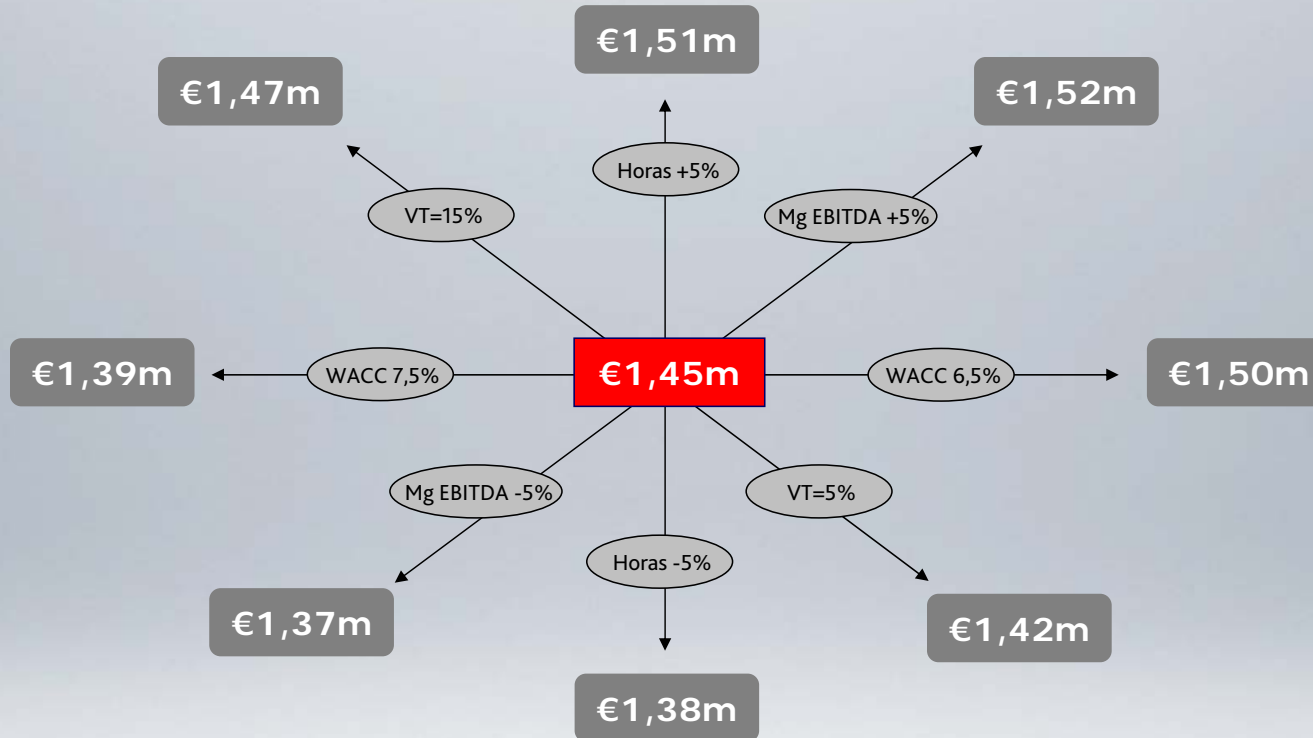 €1,51m
€1,47m
€1,52m
Horas +5%
VT=15%
Mg EBITDA +5%
€1,39m
WACC 7,5%
€1,45m
WACC 6,5%
€1,50m
Mg EBITDA -5%
VT=5%
Horas -5%
€1,37m
€1,42m
€1,38m